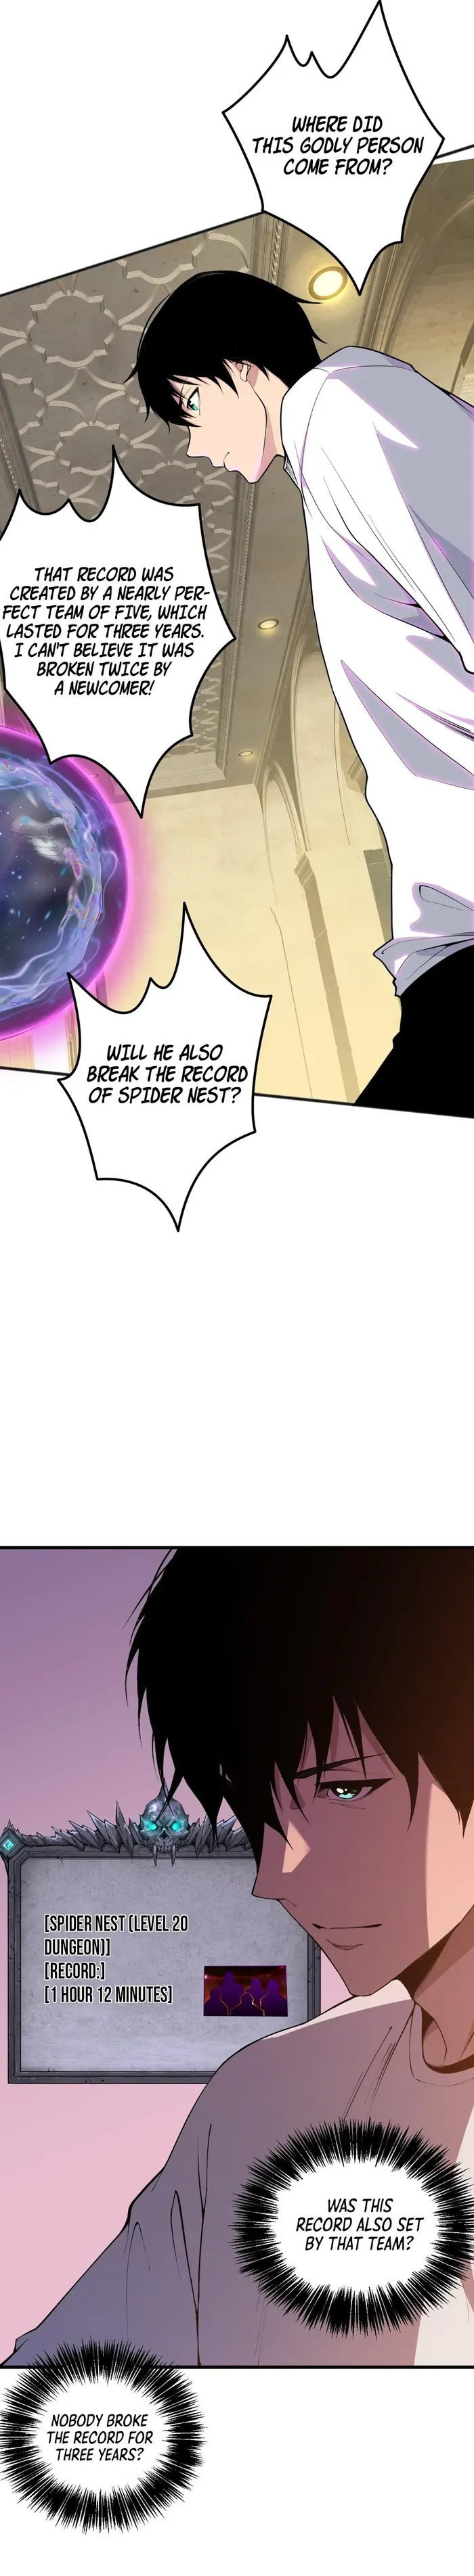 WHERE DID
THIS GODLY PERSON
COME FROM?
THAT RECORD WAS
CREATED BY A NEARLY PER-
FECT TEAM OF FIVE, WHICH
LASTED FOR THREE YEARS.
I CAN'T BELIEVE IT WAS
BROKEN TWICE BY
A NEWCOMER!
WILL HE ALSO
BREAK THE RECORD
OF SPIDER NEST?
[SPIDER NEST (LEVEL 20
DUNGEON)]
[RECORD:]
[1 HOUR 12 MINUTES]
WAS THIS
RECORD ALSO SET
BY THAT TEAM?
NOBODY BROKE
THE RECORD FOR
THREE YEARS?